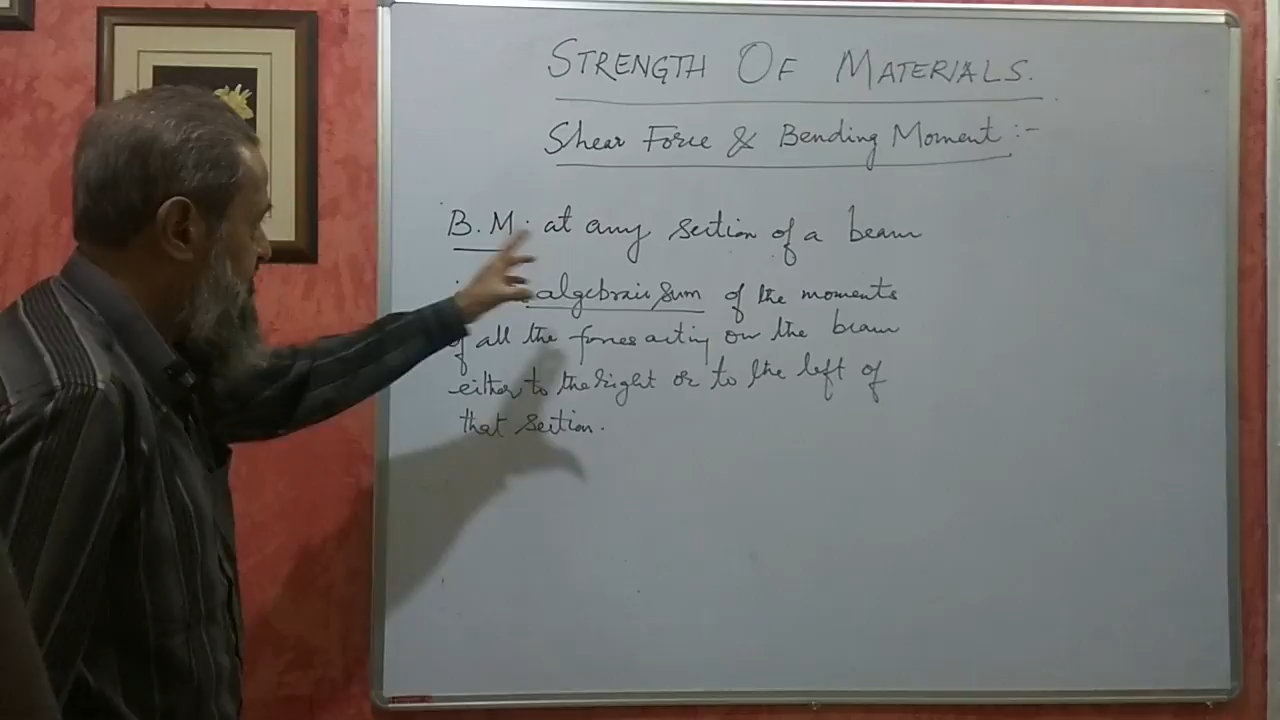 STRENGTH OF MATERIALS.
Shear Force & Bending Moment :-
B.M. at any section of a beam
algebraic sum of the moments
of all the forces acting on the beam
either to the right or to the left of
that section.